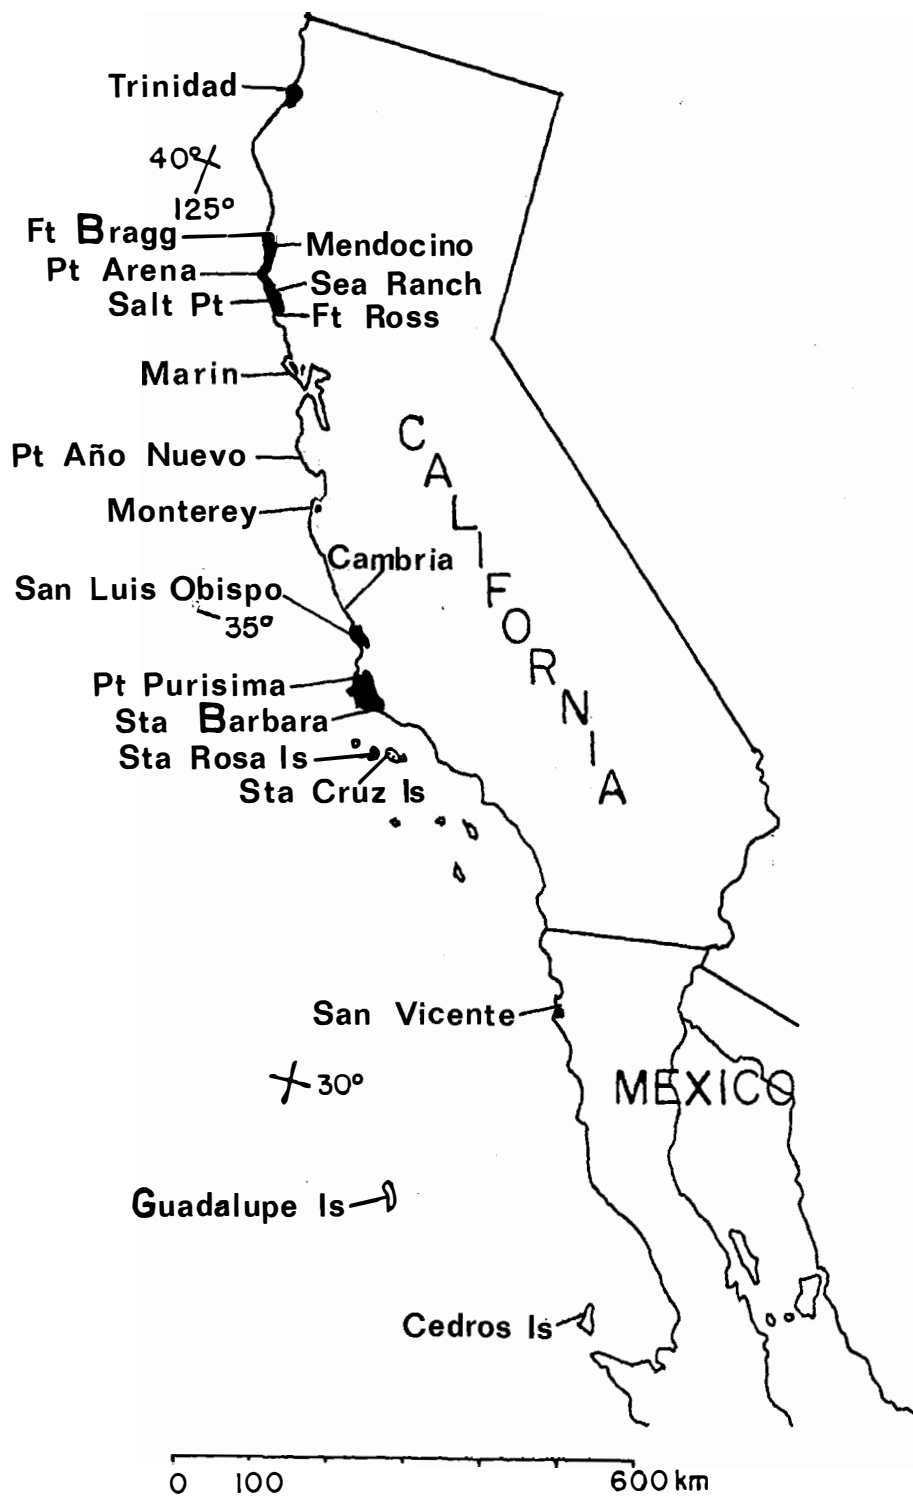 Trinidad
40°
125°
Ft Bragg
Mendocino
Pt Arena
Sea Ranch
Salt Pt
Ft Ross
Marin
CALIFORNIA
Pt Año Nuevo
Monterey
Cambria
San Luis Obispo
35°
Pt Purisima
Sta Barbara
Sta Rosa Is
Sta Cruz Is
San Vicente
30°
MEXICO
Guadalupe Is
Cedros Is
0 100 600 km